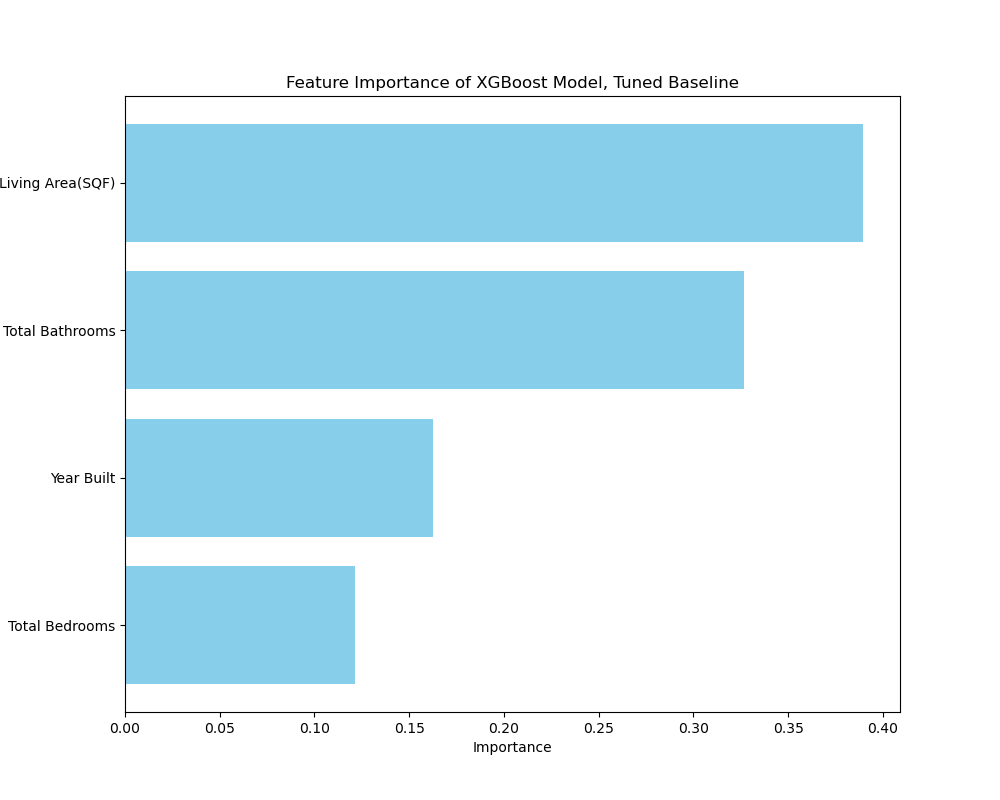 Feature Importance of XGBoost Model, Tuned Baseline
Living Area(SQF)
Total Bathrooms
Year Built
Total Bedrooms
0.00 0.05 0.10 0.15 0.20 0.25 0.30 0.35 0.40
Importance